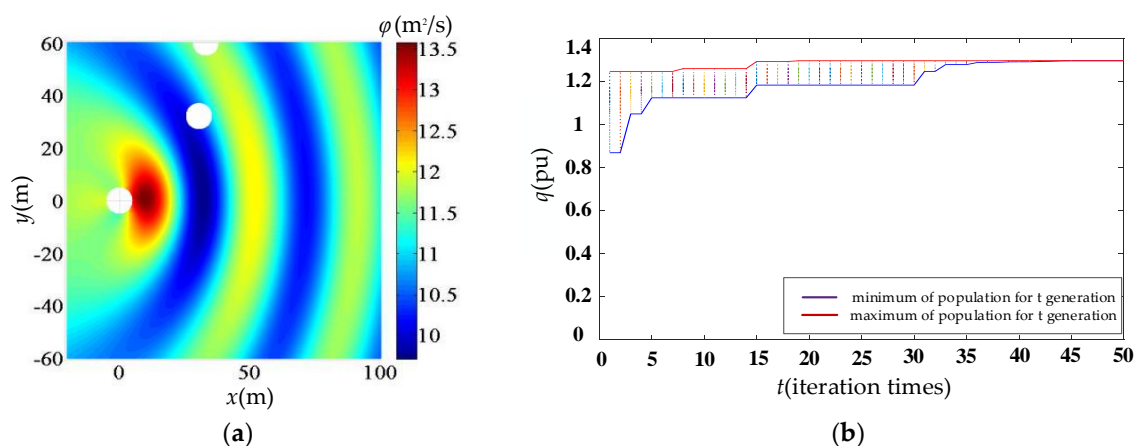 φ (m²/s)
60
40
20
0
-20
-40
-60
y(m)
0
50
100
x(m)
13.5
13
12.5
12
11.5
11
10.5
10
(a)
1.4
1.2
1
0.8
0.6
0.4
0.2
0
q(pu)
minimum of population for t generation
maximum of population for t generation
0 5 10 15 20 25 30 35 40 45 50
t(iteration times)
(b)